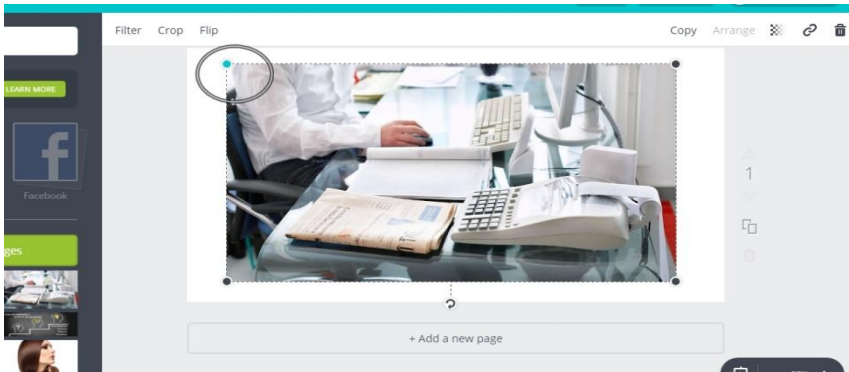 Filter Crop Flip Copy Arrange
LEARN MORE
Facebook
1
ges
+ Add a new page